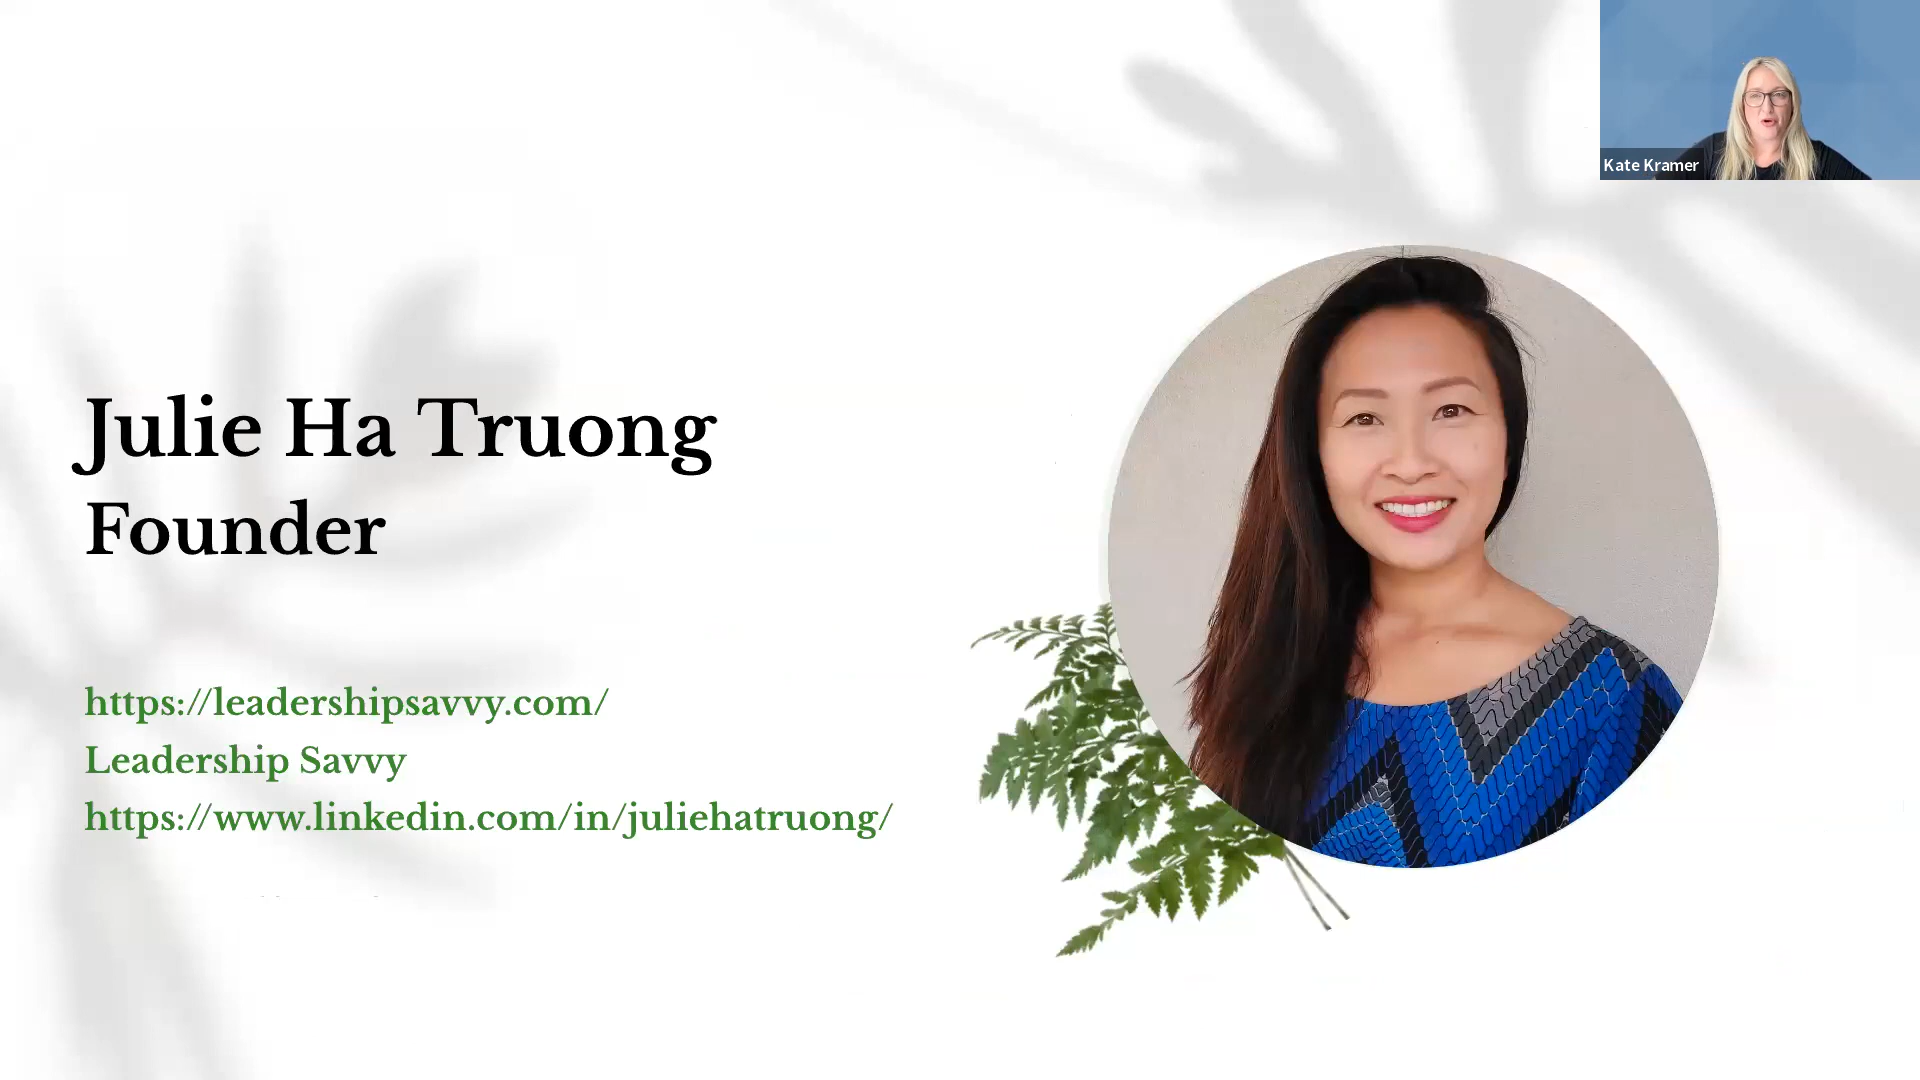 Kate Kramer
Julie Ha Truong
Founder
https://leadershipsavvy.com/
Leadership Savvy
https://www.linkedin.com/in/juliehatruong/